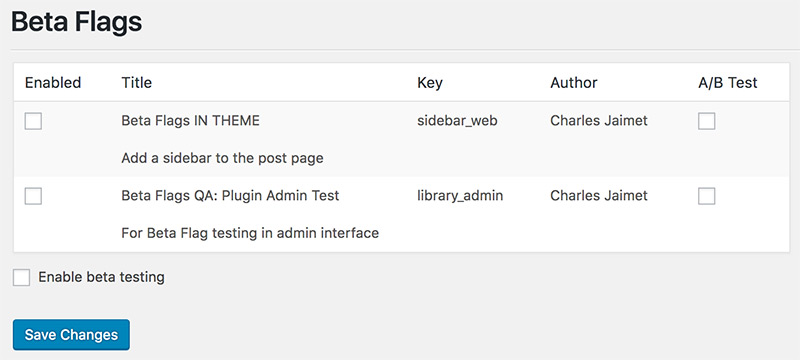 Beta Flags
Enabled Title Key Author A/B Test
Beta Flags IN THEME sidebar_web Charles Jaimet
Add a sidebar to the post page
Beta Flags QA: Plugin Admin Test library_admin Charles Jaimet
For Beta Flag testing in admin interface
Enable beta testing
Save Changes